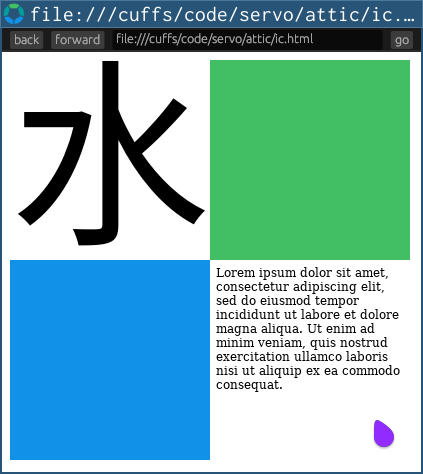 file:///cuffs/code/servo/attic/ic....
back forward file:///cuffs/code/servo/attic/ic.html go
水
Lorem ipsum dolor sit amet,
consectetur adipiscing elit,
sed do eiusmod tempor
incididunt ut labore et dolore
magna aliqua. Ut enim ad
minim veniam, quis nostrud
exercitation ullamco laboris
nisi ut aliquip ex ea commodo
consequat.